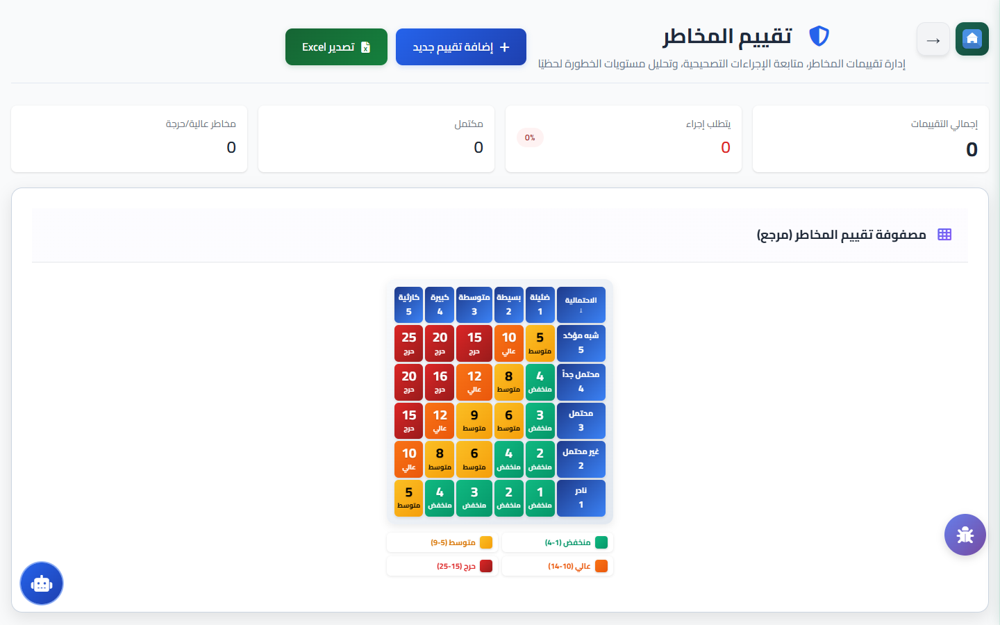 →
تقييم المخاطر
إدارة تقييمات المخاطر، متابعة الإجراءات التصحيحية، وتحليل مستويات الخطورة لحظيًا
إضافة تقييم جديد
تصدير Excel
إجمالي التقييمات
0
يتطلب إجراء
0
0%
مكتمل
0
مخاطر عالية/حرجة
0
مصفوفة تقييم المخاطر (مرجع)
الاحتمالية ↓ ضئيلة 1 بسيطة 2 متوسطة 3 كبيرة 4 كارثية 5
شبه مؤكد 5 5 متوسط 10 عالي 15 حرج 20 حرج 25 حرج
محتمل جداً 4 4 منخفض 8 متوسط 12 عالي 16 حرج 20 حرج
محتمل 3 3 منخفض 6 متوسط 9 متوسط 12 عالي 15 حرج
غير محتمل 2 2 منخفض 4 منخفض 6 متوسط 8 متوسط 10 عالي
نادر 1 1 منخفض 2 منخفض 3 منخفض 4 منخفض 5 متوسط
منخفض (1-4)
متوسط (5-9)
عالي (10-14)
حرج (15-25)